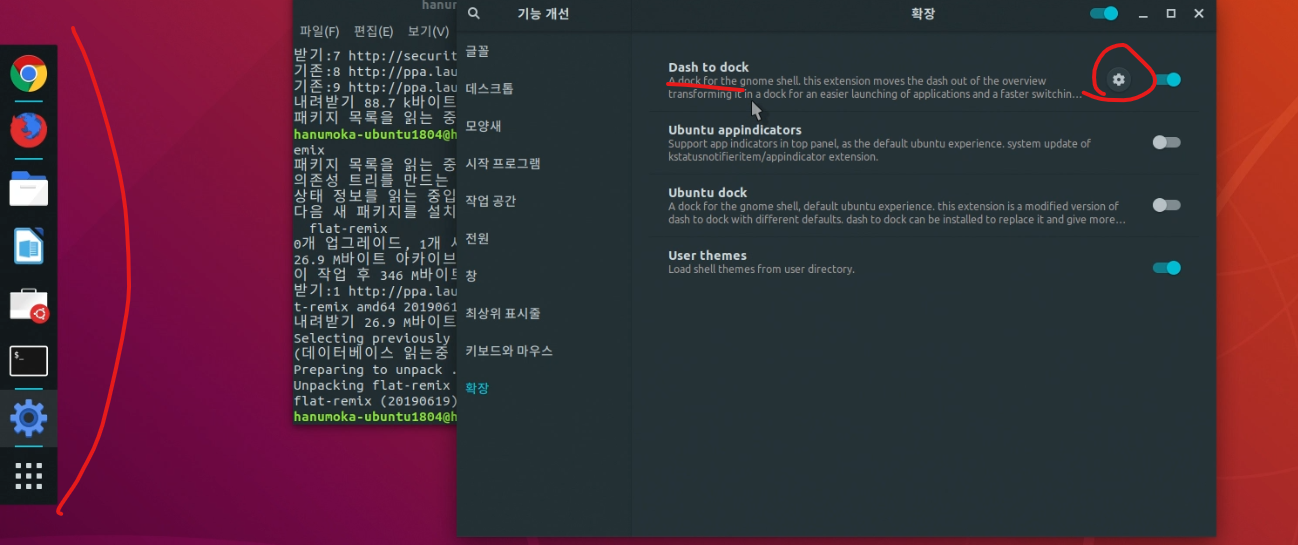 hanum
파일(F) 편집(E) 보기(V)
받기:7 http://securit
기존:8 http://ppa.lau
기존:9 http://ppa.lau
내려받기 88.7 k바이트
패키지 목록을 읽는 중
hanumoka-ubuntu1804@h
emix
패키지 목록을 읽는 중
의존성 트리를 만드는
상태 정보를 읽는 중입
다음 새 패키지를 설치
flat-remix
0개 업그레이드, 1개 새
26.9 M바이트 아카이브
이 작업 후 346 M바이트
받기:1 http://ppa.lau
t-remix amd64 2019061
내려받기 26.9 M바이트
Selecting previously
(데이터베이스 읽는중
Preparing to unpack .
Unpacking flat-remix
flat-remix (20190619)
hanumoka-ubuntu1804@h
기능 개선
글꼴
데스크톱
모양새
시작 프로그램
작업 공간
전원
창
최상위 표시줄
키보드와 마우스
확장
확장
Dash to dock
A dock for the gnome shell. this extension moves the dash out of the overview
transforming it in a dock for an easier launching of applications and a faster switchin...
Ubuntu appindicators
Support app indicators in top panel, as the default ubuntu experience. system update of
kstatusnotifieritem/appindicator extension.
Ubuntu dock
A dock for the gnome shell, default ubuntu experience. this extension is a modified version of
dash to dock with different defaults. dash to dock can be installed to replace it and give more...
User themes
Load shell themes from user directory.